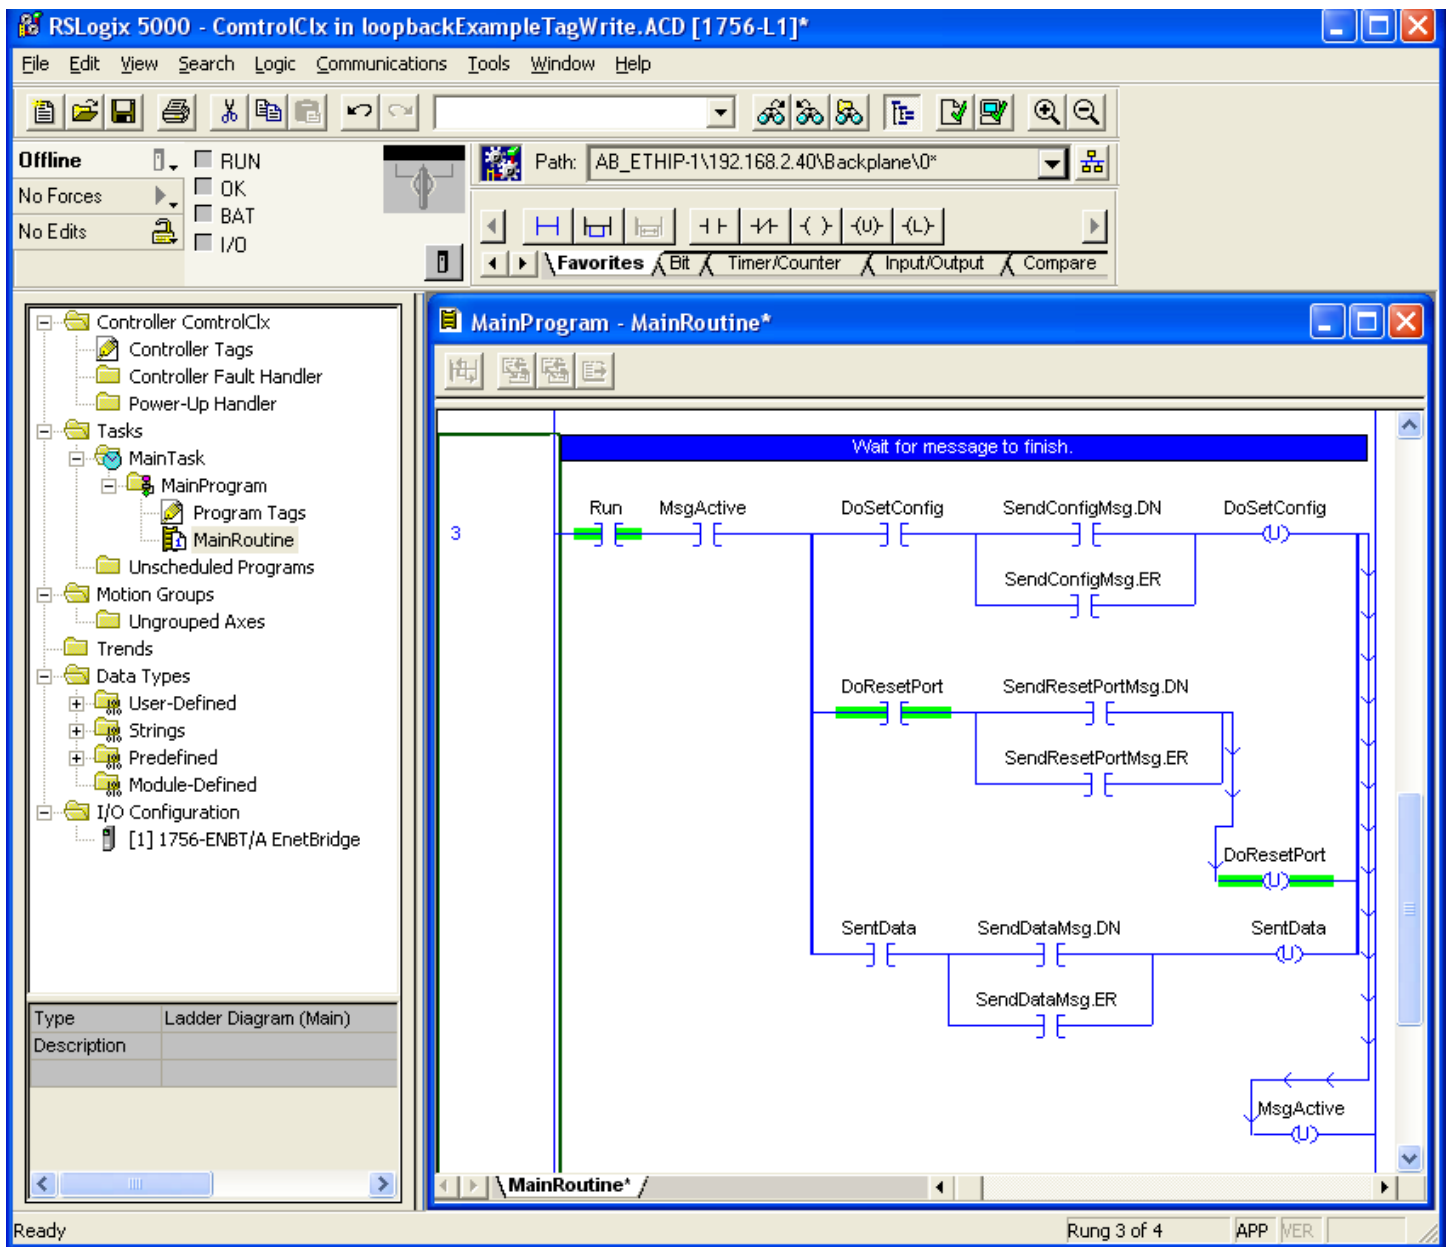 RSLogix 5000 - ComtrolClx in loopbackExampleTagWrite.ACD [1756-L1]*
File Edit View Search Logic Communications Tools Window Help
Offline
RUN
No Forces
OK
No Edits
BAT
I/O
Path: AB_ETHIP-1\192.168.2.40\Backplane\0*
Favorites Bit Timer/Counter Input/Output Compare
Controller ComtrolClx
Controller Tags
Controller Fault Handler
Power-Up Handler
Tasks
MainTask
MainProgram
Program Tags
MainRoutine
Unscheduled Programs
Motion Groups
Ungrouped Axes
Trends
Data Types
User-Defined
Strings
Predefined
Module-Defined
I/O Configuration
[1] 1756-ENBT/A EnetBridge
Type Ladder Diagram (Main)
Description
MainProgram - MainRoutine*
Wait for message to finish.
3
Run MsgActive DoSetConfig SendConfigMsg.DN DoSetConfig
U
SendConfigMsg.ER
DoResetPort SendResetPortMsg.DN
SendResetPortMsg.ER
DoResetPort
U
SentData SendDataMsg.DN SentData
U
SendDataMsg.ER
MsgActive
U
MainRoutine*
Ready
Rung 3 of 4 APP VER